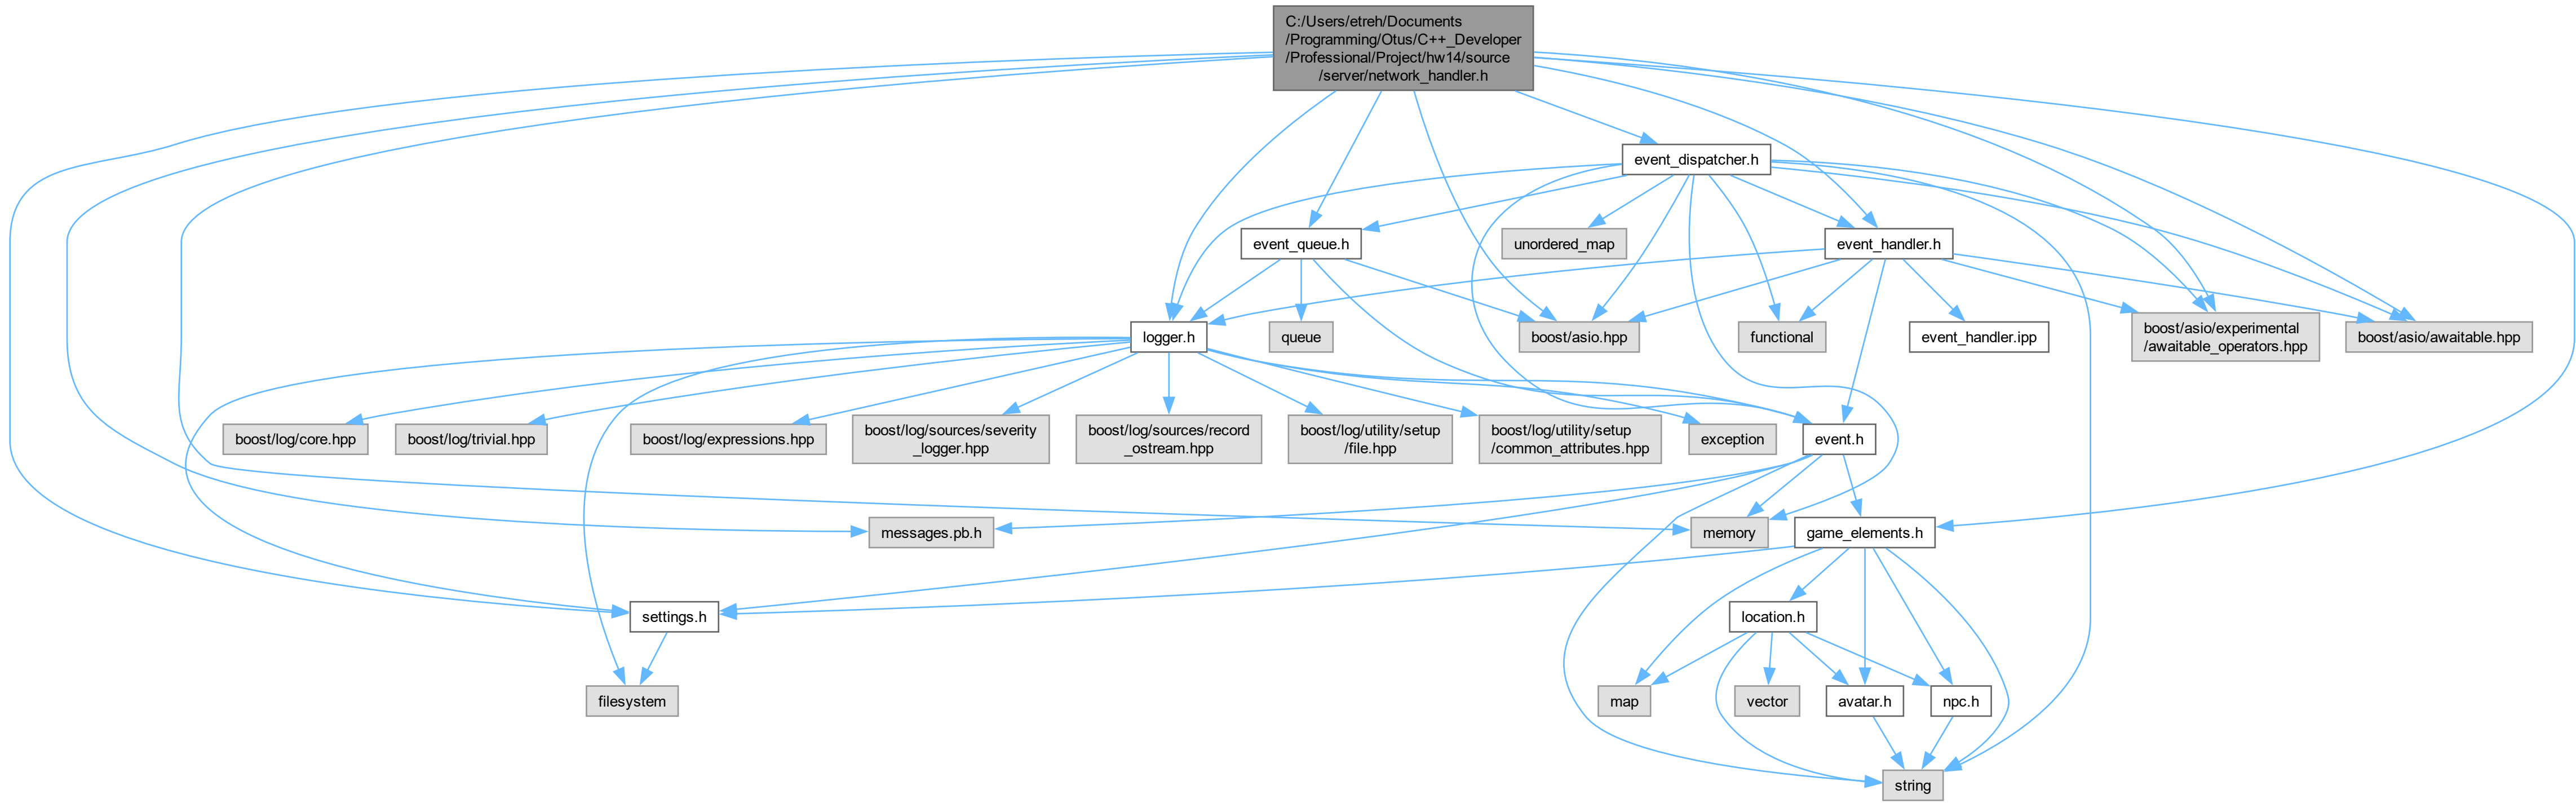 C:/Users/etreh/Documents
/Programming/Otus/C++_Developer
/Professional/Project/hw14/source
/server/network_handler.h
event_dispatcher.h
event_queue.h
unordered_map
event_handler.h
logger.h
queue
boost/asio.hpp
functional
event_handler.ipp
boost/asio/experimental
/awaitable_operators.hpp
boost/asio/awaitable.hpp
boost/log/core.hpp
boost/log/trivial.hpp
boost/log/expressions.hpp
boost/log/sources/severity
_logger.hpp
boost/log/sources/record
_ostream.hpp
boost/log/utility/setup
/file.hpp
boost/log/utility/setup
/common_attributes.hpp
exception
event.h
messages.pb.h
memory
game_elements.h
settings.h
location.h
filesystem
map
vector
avatar.h
npc.h
string